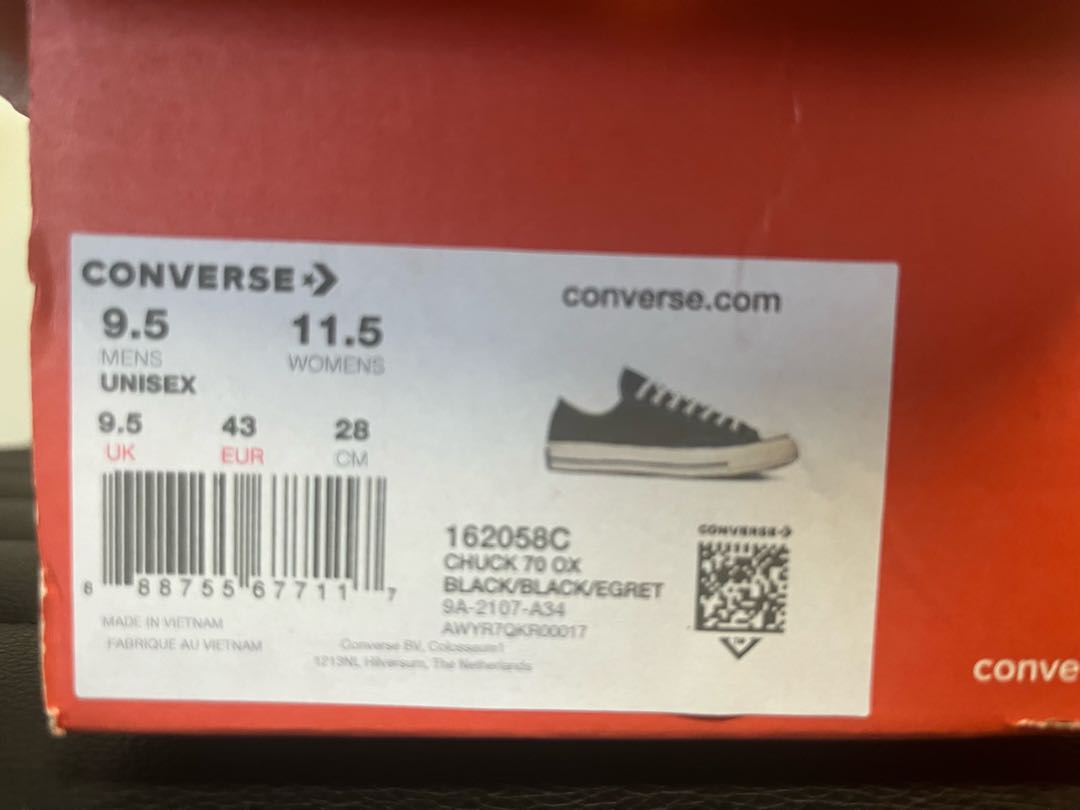 CONVERSE
converse.com
9.5 11.5
MENS WOMENS
UNISEX
9.5 43 28
UK EUR CM
88755 67711 7
162058C
CHUCK 70 OX
BLACK/BLACK/EGRET
9A-2107-A34
AWYR7QKR00017
CONVERSE
MADE IN VIETNAM
FABRIQUE AU VIETNAM
Converse BV, Colosseum1
1213NL Hilversum, The Netherlands
conve